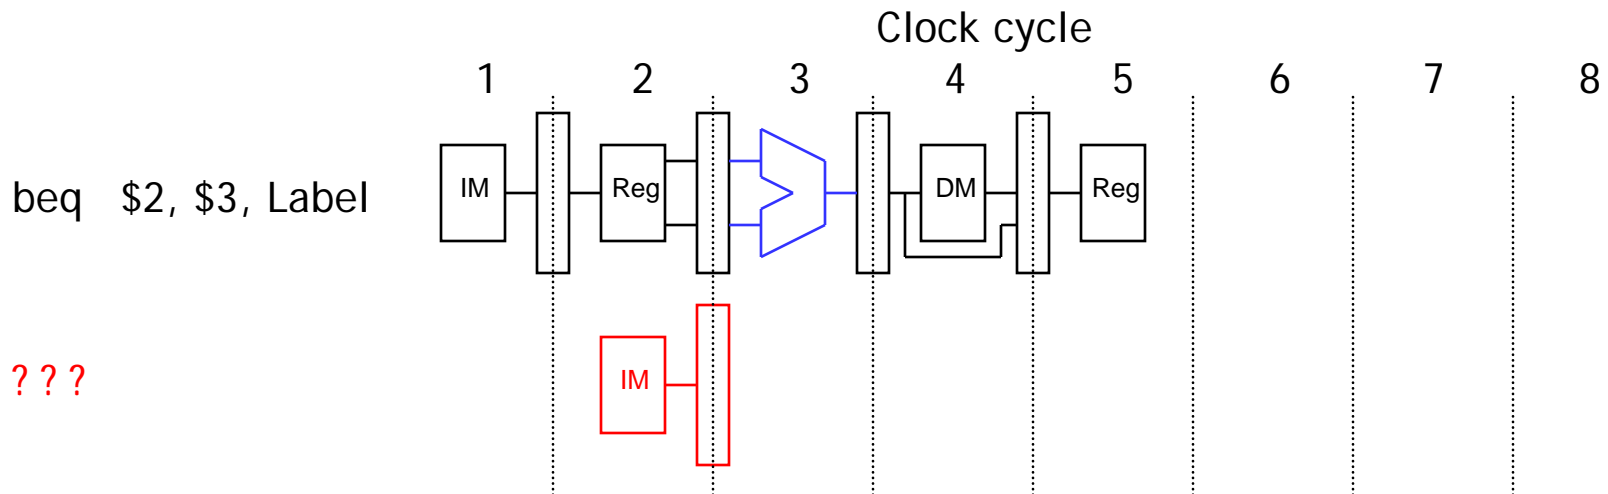 Clock cycle
1 2 3 4 5 6 7 8
beq $2, $3, Label IM Reg DM Reg
? ? ? IM